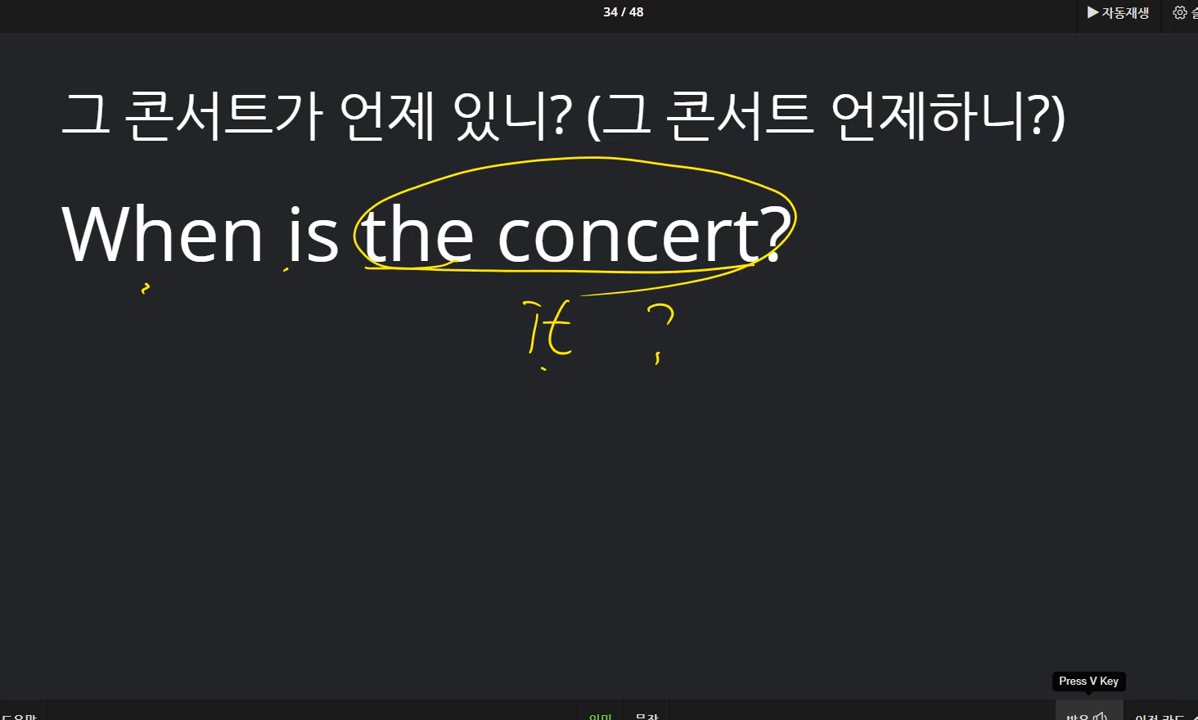 34 / 48
▶ 자동재생
그 콘서트가 언제 있니? (그 콘서트 언제하니?)
When is the concert?
it ?
Press V Key